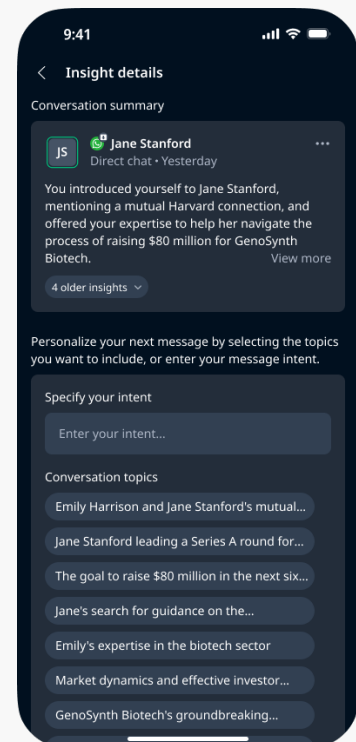 9:41
Insight details
Conversation summary
JS
Jane Stanford
Direct chat • Yesterday
You introduced yourself to Jane Stanford,
mentioning a mutual Harvard connection, and
offered your expertise to help her navigate the
process of raising $80 million for GenoSynth
Biotech.
View more
4 older insights
Personalize your next message by selecting the topics
you want to include, or enter your message intent.
Specify your intent
Enter your intent...
Conversation topics
Emily Harrison and Jane Stanford's mutual...
Jane Stanford leading a Series A round for...
The goal to raise $80 million in the next six...
Jane's search for guidance on the...
Emily's expertise in the biotech sector
Market dynamics and effective investor...
GenoSynth Biotech's groundbreaking...